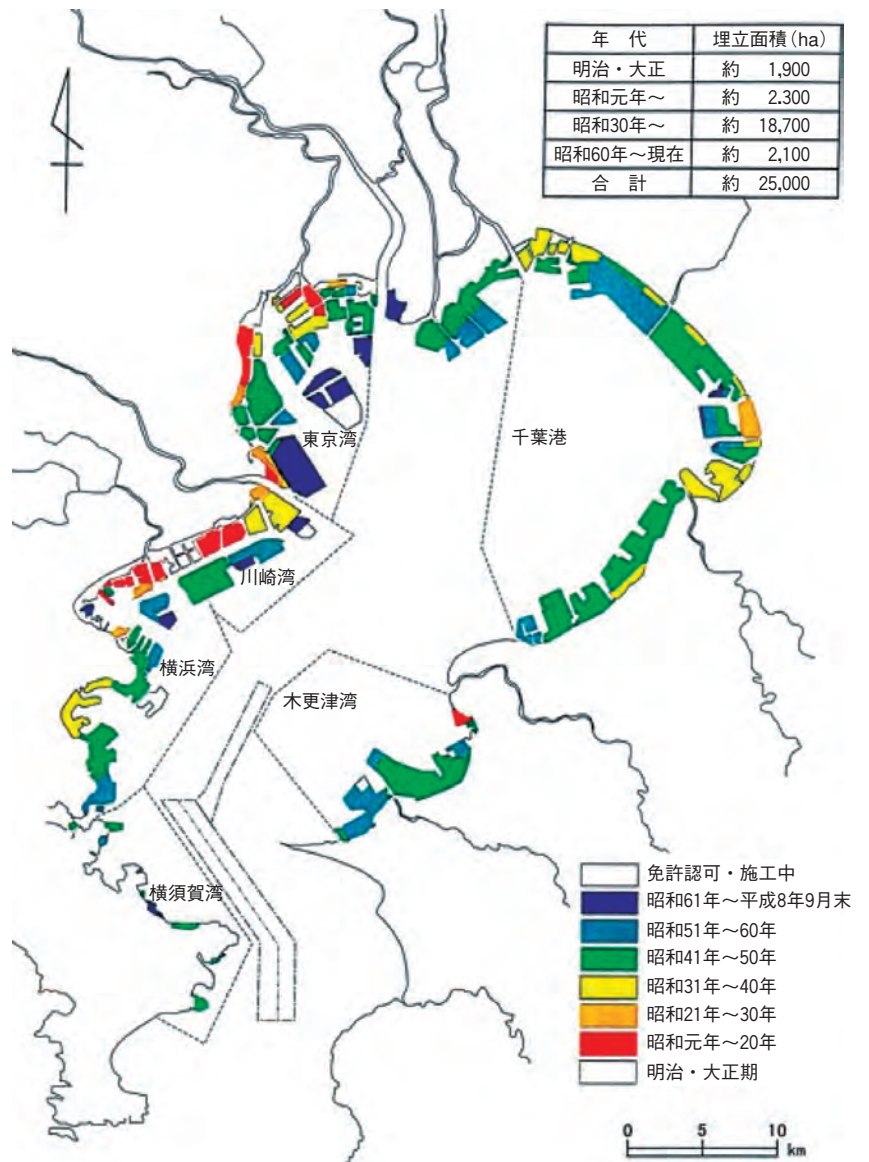 年 代 埋立面積(ha)
明治・大正 約 1,900
昭和元年～ 約 2.300
昭和30年～ 約 18,700
昭和60年～現在 約 2,100
合 計 約 25,000
東京湾
千葉港
川崎湾
横浜湾
木更津湾
横須賀湾
免許認可・施工中
昭和61年～平成8年9月末
昭和51年～60年
昭和41年～50年
昭和31年～40年
昭和21年～30年
昭和元年～20年
明治・大正期
0 5 10
km